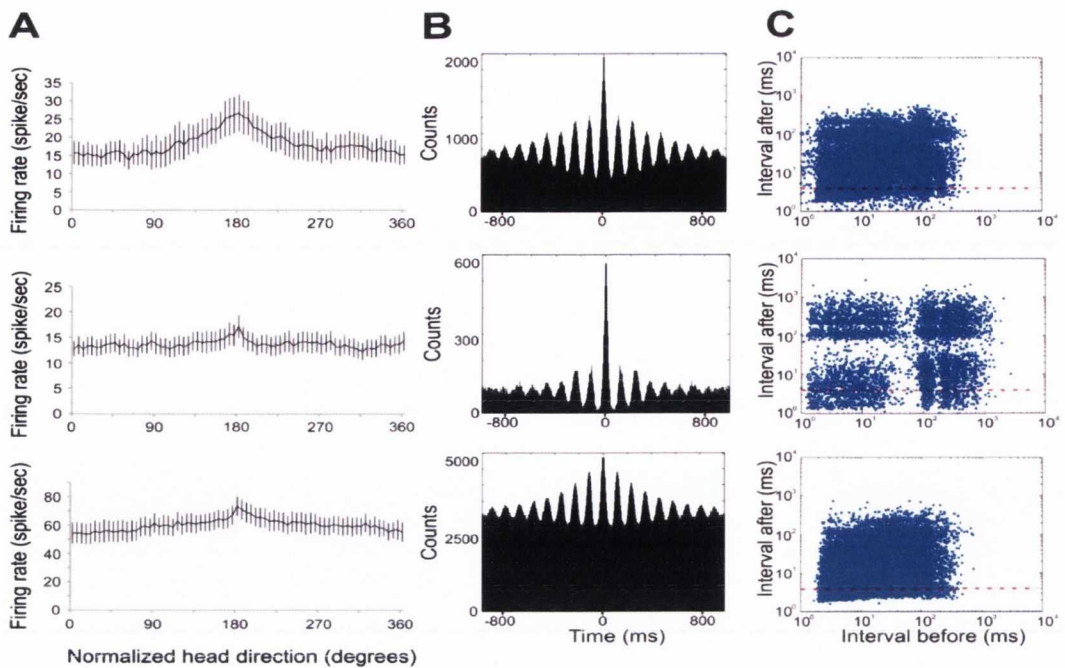 A
B
C
Firing rate (spike/sec)
35
30
25
20
15
10
5
0
0 90 180 270 360
Counts
2000
1000
0
-800 0 800
Interval after (ms)
10⁴
10³
10²
10¹
10⁰
10⁰ 10¹ 10² 10³ 10⁴
Firing rate (spike/sec)
25
20
15
10
5
0
0 90 180 270 360
Counts
600
300
0
-800 0 800
Interval after (ms)
10⁴
10³
10²
10¹
10⁰
10⁰ 10¹ 10² 10³ 10⁴
Firing rate (spike/sec)
80
60
40
20
0
0 90 180 270 360
Normalized head direction (degrees)
Counts
5000
2500
0
-800 0 800
Time (ms)
Interval after (ms)
10⁴
10³
10²
10¹
10⁰
10⁰ 10¹ 10² 10³ 10⁴
Interval before (ms)